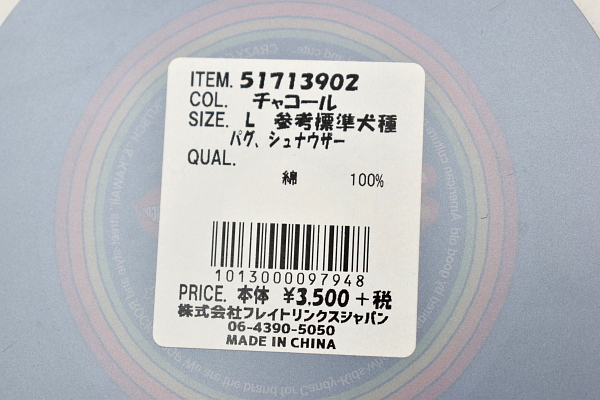 ITEM. 51713902
COL. チャコール
SIZE. L 参考標準犬種
パグ、シュナウザー
QUAL.
綿 100%
1013000097948
PRICE. 本体 ¥3,500 +税
株式会社フレイトリンクスジャパン
06-4390-5050
MADE IN CHINA